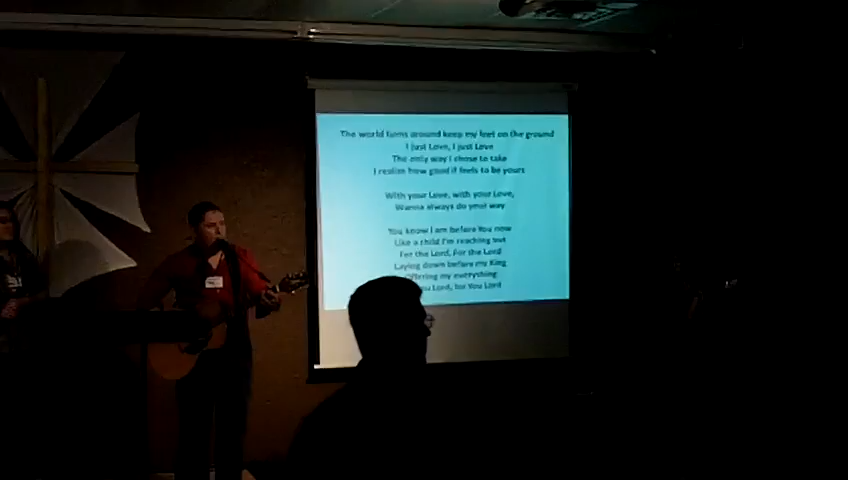 The world turns around keep my feet on the ground
I just Love, I just Love
The only way I chose to take
I realize how good it feels to be yours
With your Love, with your Love,
Wanna always do your way
You know I am before You now
Like a child I'm reaching out
For the Lord, For the Lord
Laying down before my King
Offering my everything
You Lord, for You Lord